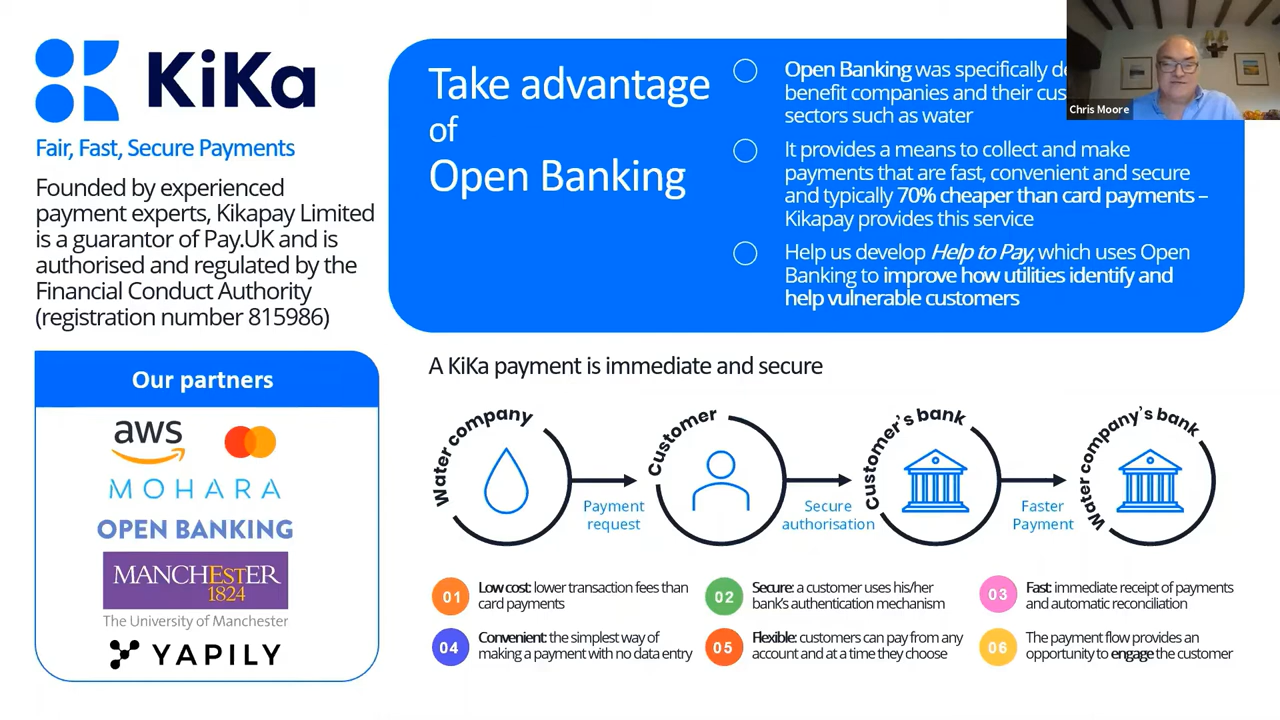 KiKa
Fair, Fast, Secure Payments
Founded by experienced
payment experts, Kikapay Limited
is a guarantor of Pay.UK and is
authorised and regulated by the
Financial Conduct Authority
(registration number 815986)
Our partners
aws
MOHARA
OPEN BANKING
MANCHESTER
1824
The University of Manchester
YAPILY
Take advantage
of
Open Banking
Open Banking was specifically
benefit companies and their
sectors such as water
It provides a means to collect and make
payments that are fast, convenient and secure
and typically 70% cheaper than card payments –
Kikapay provides this service
Help us develop Help to Pay, which uses Open
Banking to improve how utilities identify and
help vulnerable customers
Chris Moore
A KiKa payment is immediate and secure
Water company
Payment
request
Customer
Secure
authorisation
Customer's bank
Faster
Payment
Water company's bank
01
Low cost: lower transaction fees than
card payments
02
Secure: a customer uses his/her
bank's authentication mechanism
03
Fast: immediate receipt of payments
and automatic reconciliation
04
Convenient: the simplest way of
making a payment with no data entry
05
Flexible: customers can pay from any
account and at a time they choose
06
The payment flow provides an
opportunity to engage the customer